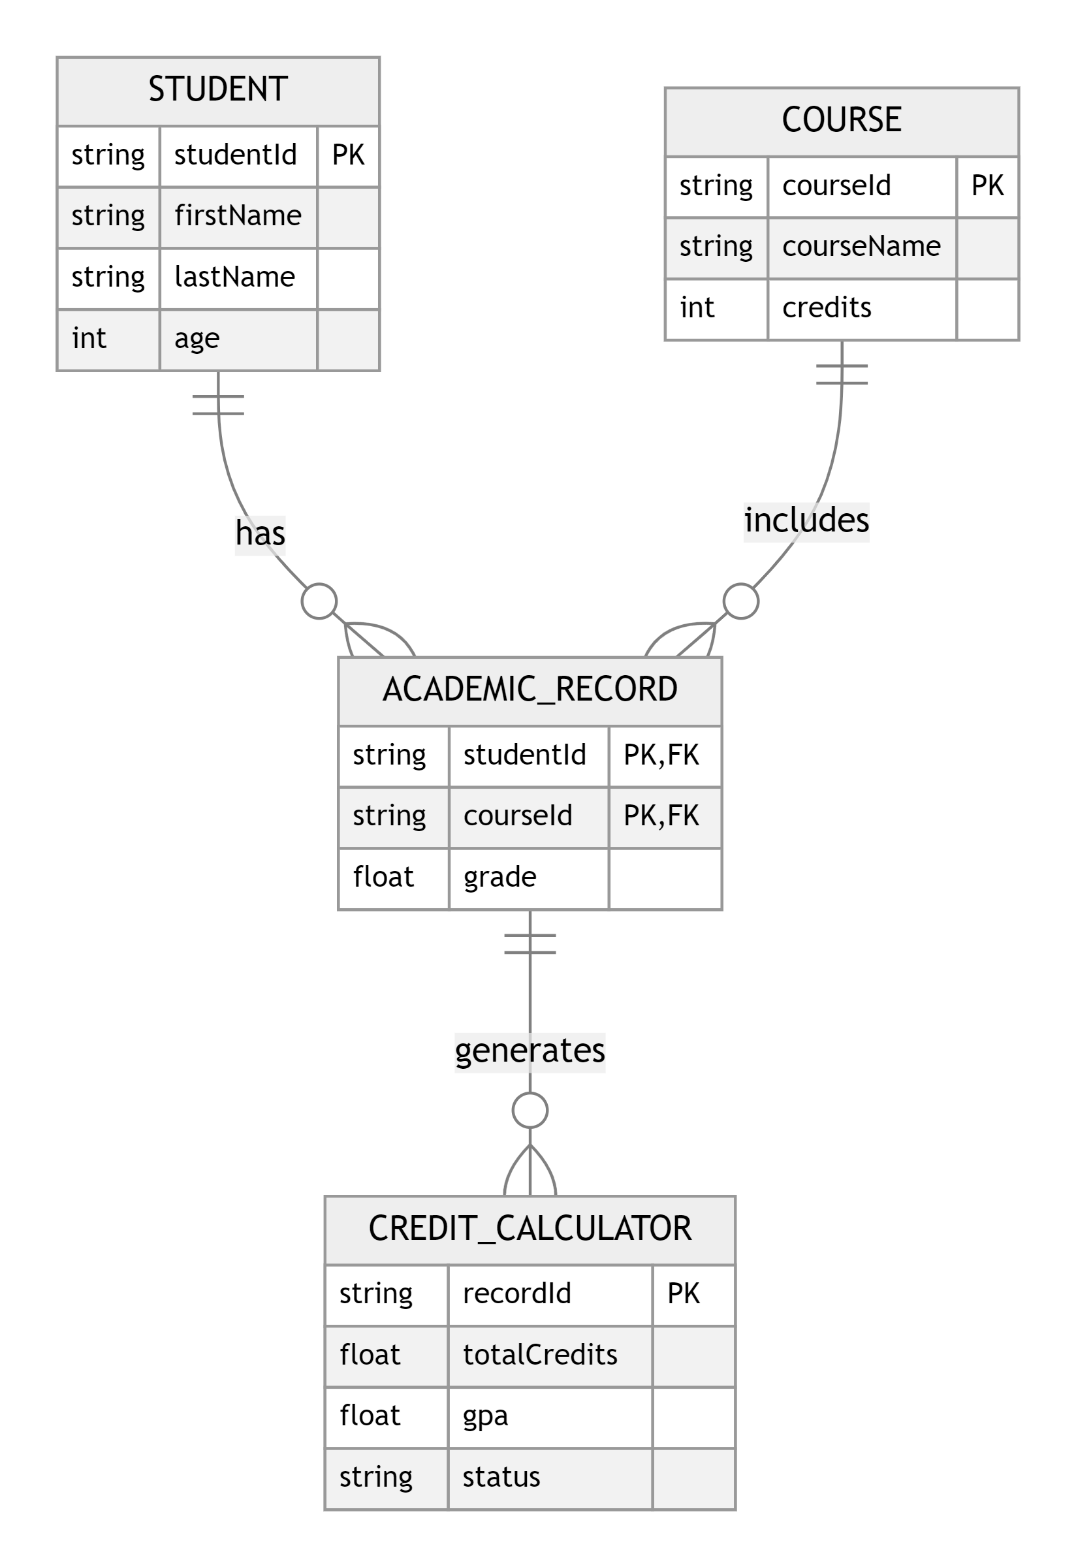 STUDENT
string studentId PK
string firstName
string lastName
int age
COURSE
string courseId PK
string courseName
int credits
has
includes
ACADEMIC_RECORD
string studentId PK,FK
string courseId PK,FK
float grade
generates
CREDIT_CALCULATOR
string recordId PK
float totalCredits
float gpa
string status